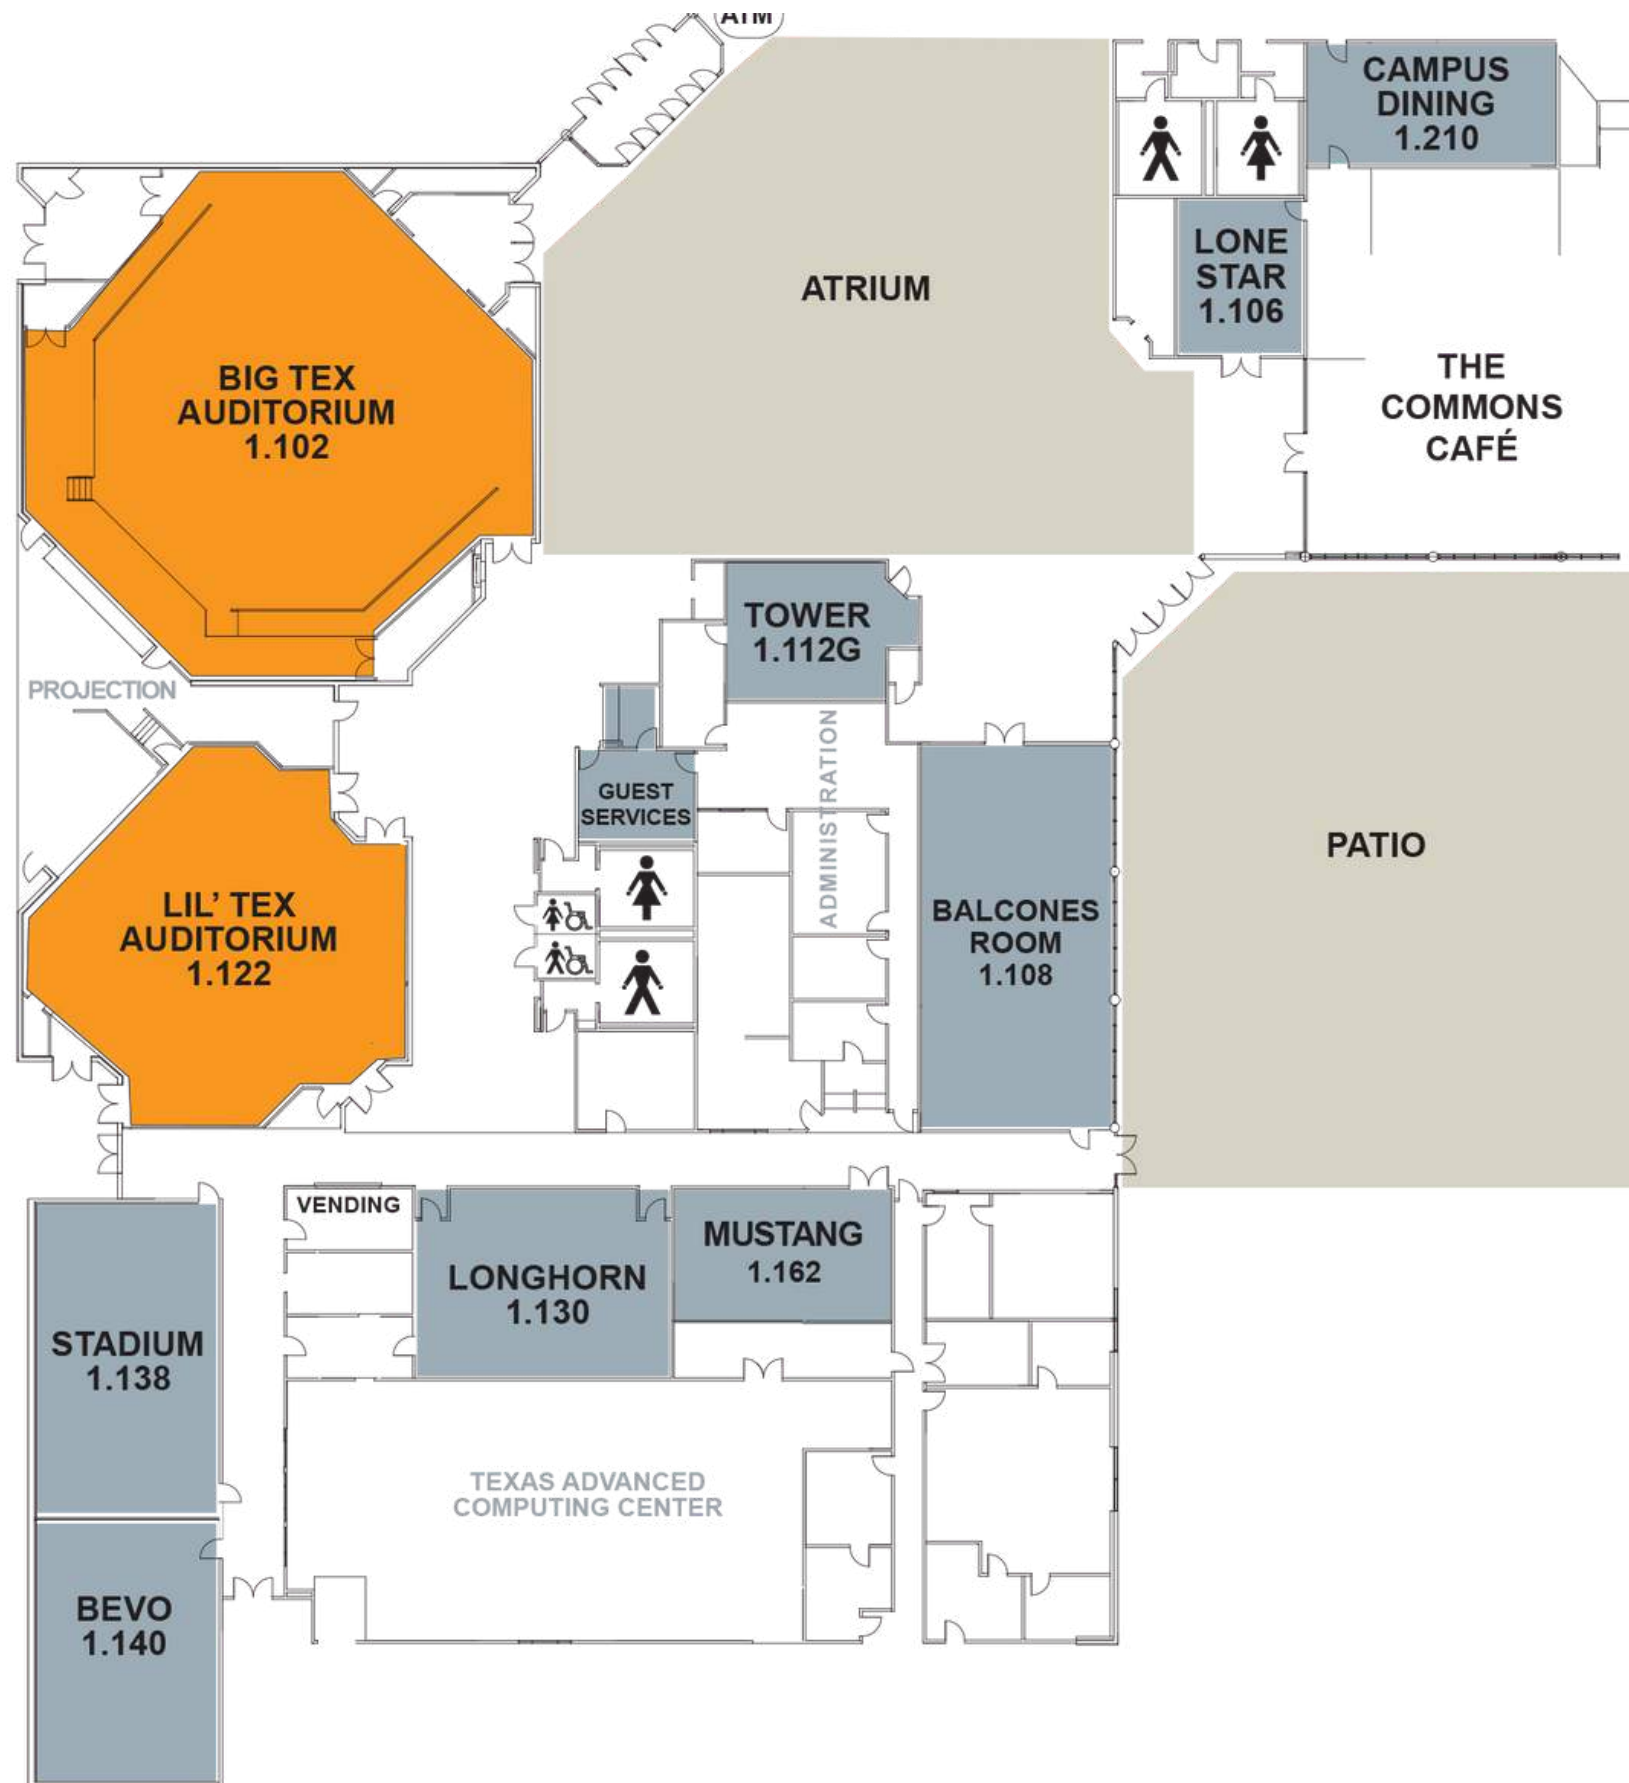 ATM
CAMPUS
DINING
1.210
LONE
STAR
1.106
ATRIUM
THE
COMMONS
CAFÉ
BIG TEX
AUDITORIUM
1.102
TOWER
1.112G
PROJECTION
ADMINISTRATION
GUEST
SERVICES
PATIO
LIL’ TEX
AUDITORIUM
1.122
BALCONES
ROOM
1.108
VENDING
LONGHORN
1.130
MUSTANG
1.162
STADIUM
1.138
TEXAS ADVANCED
COMPUTING CENTER
BEVO
1.140